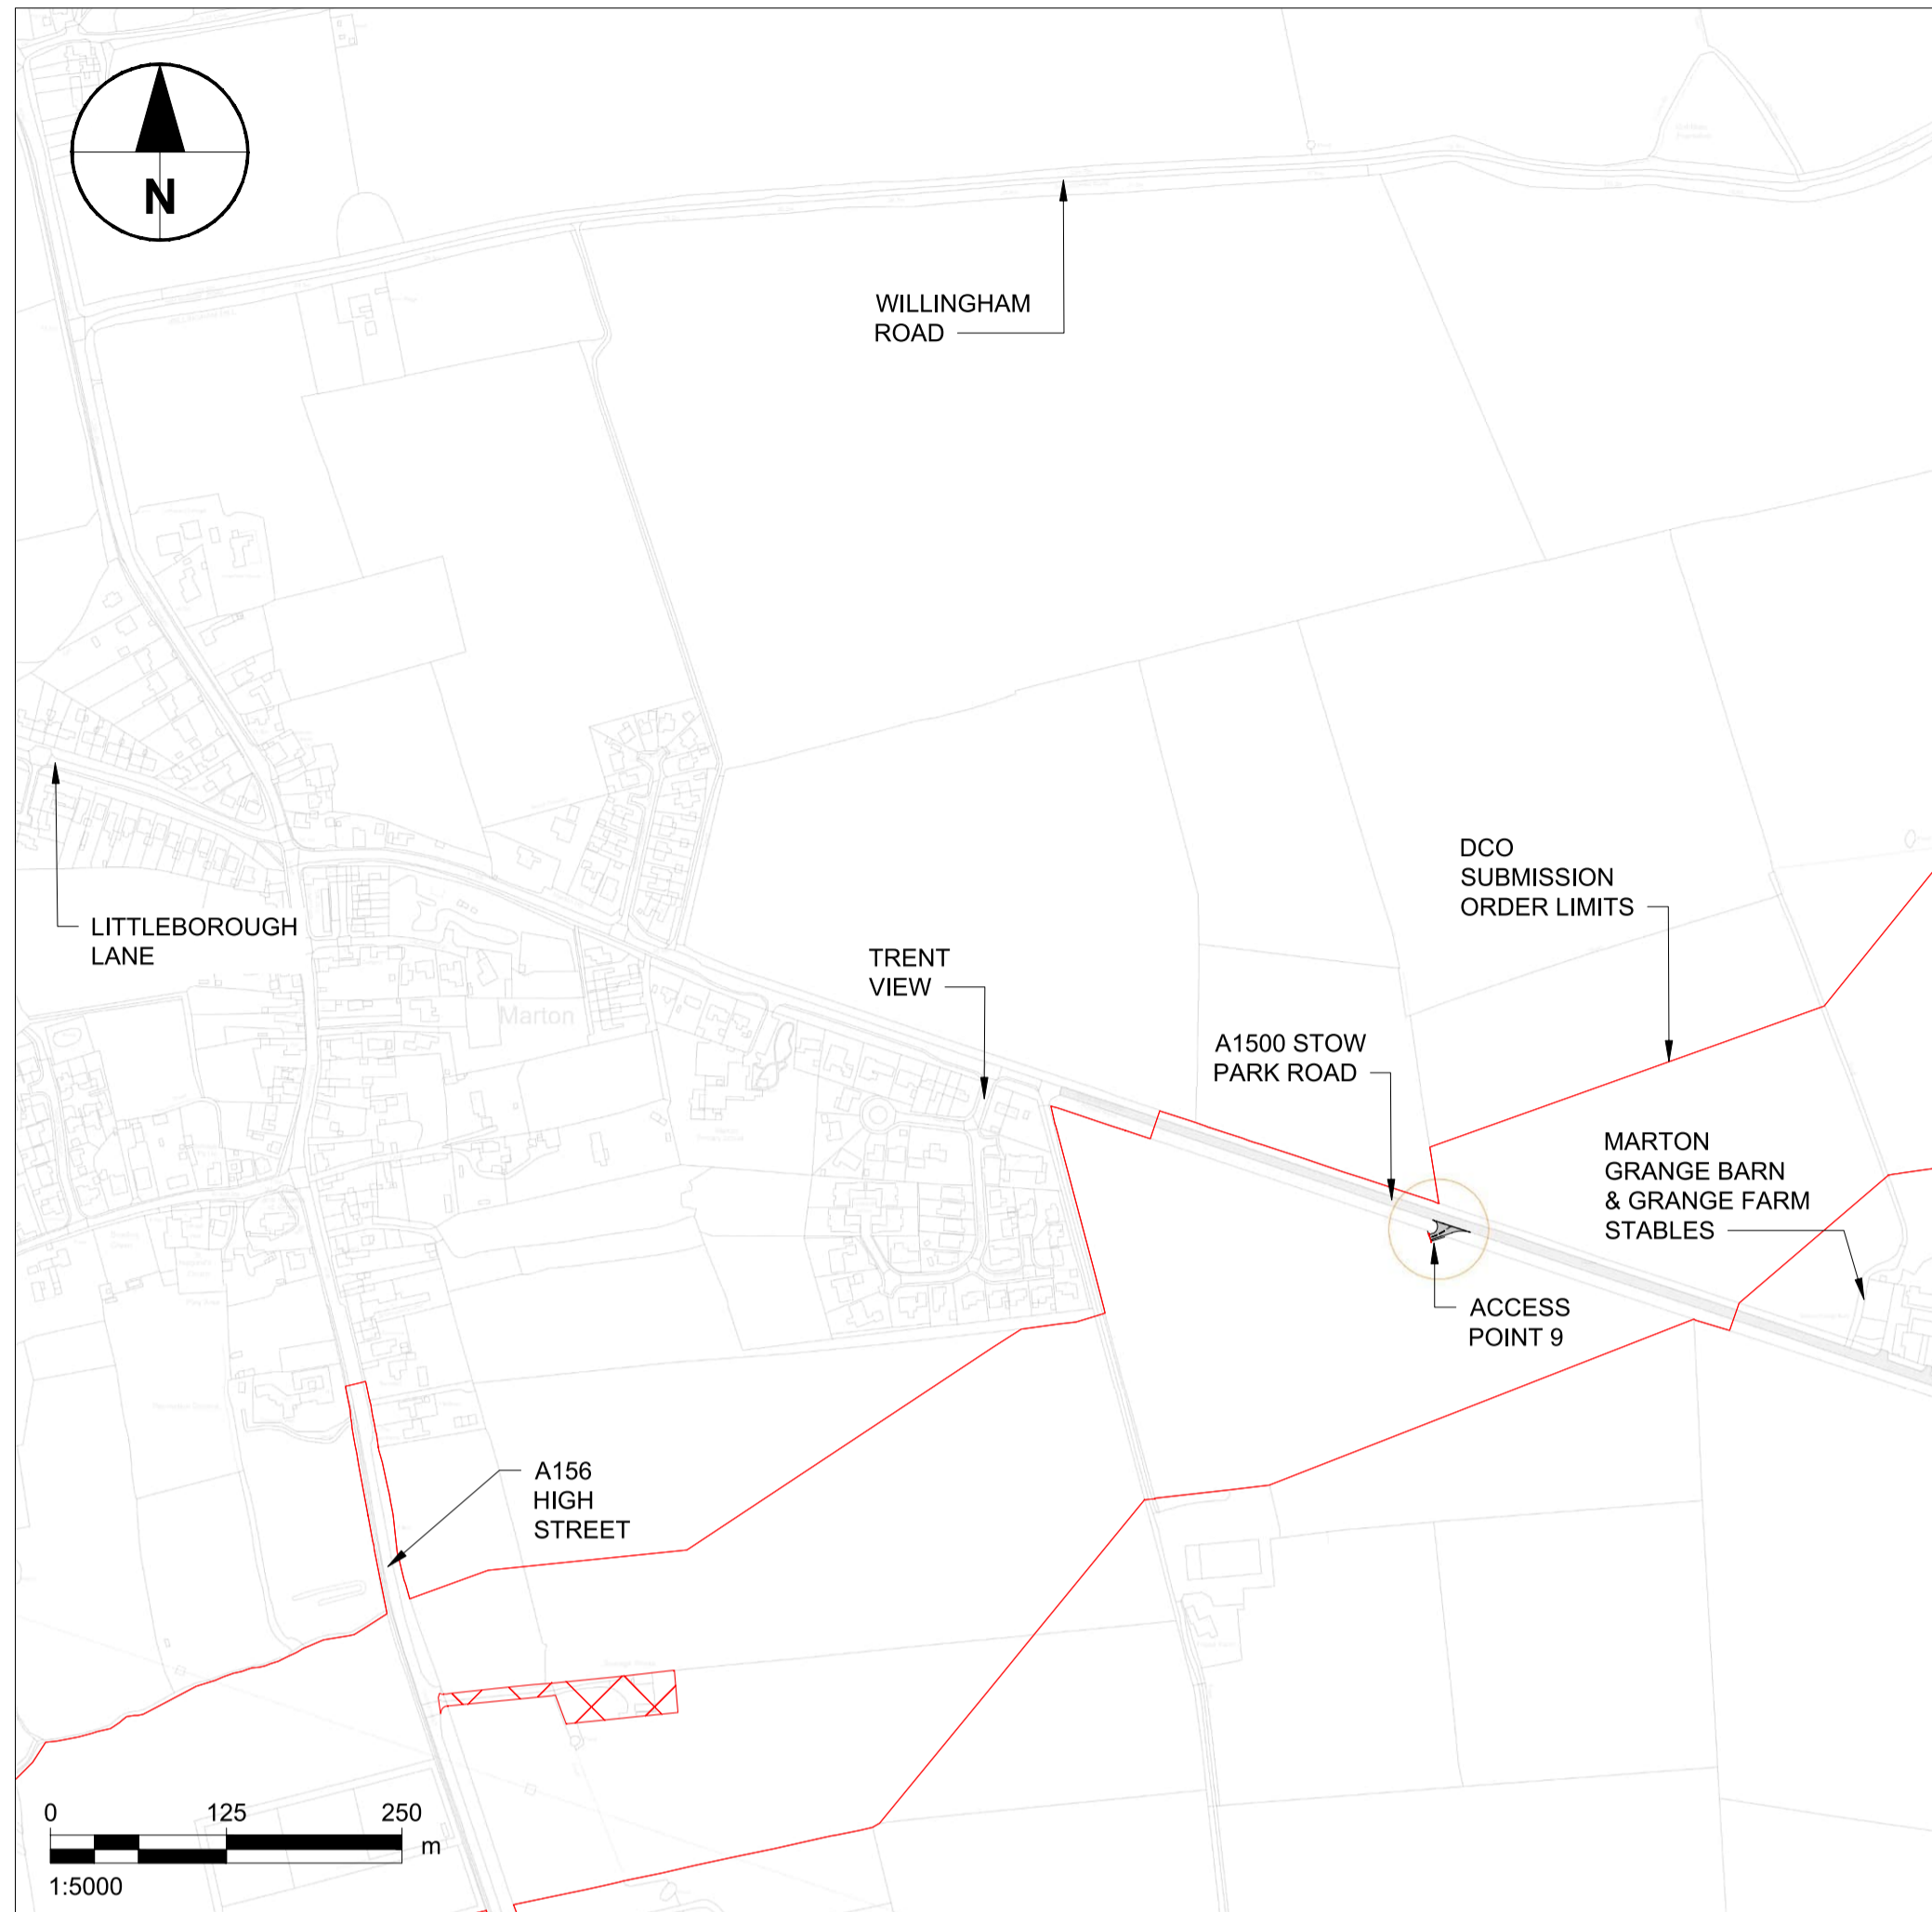 N
WILLINGHAM
ROAD
LITTLEBOROUGH
LANE
Marton
TRENT
VIEW
A1500 STOW
PARK ROAD
DCO
SUBMISSION
ORDER LIMITS
MARTON
GRANGE BARN
& GRANGE FARM
STABLES
ACCESS
POINT 9
A156
HIGH
STREET
0 125 250
m
1:5000